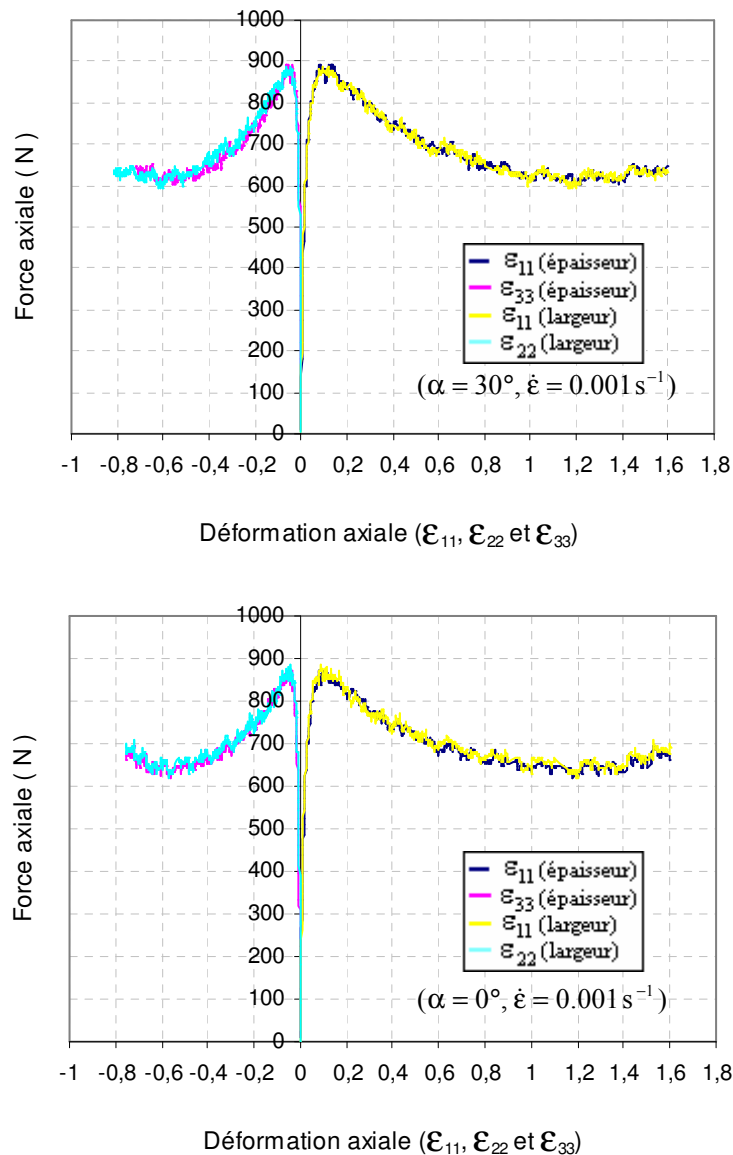 1000
900
800
700
600
500
400
300
200
100
0
Force axiale ( N )
ε11 (épaisseur)
ε33 (épaisseur)
ε11 (largeur)
ε22 (largeur)
(α = 30°, ε̇ = 0.001 s⁻¹)
-1 -0,8 -0,6 -0,4 -0,2 0 0,2 0,4 0,6 0,8 1 1,2 1,4 1,6 1,8
Déformation axiale (ε11, ε22 et ε33)
1000
900
800
700
600
500
400
300
200
100
0
Force axiale ( N )
ε11 (épaisseur)
ε33 (épaisseur)
ε11 (largeur)
ε22 (largeur)
(α = 0°, ε̇ = 0.001 s⁻¹)
-1 -0,8 -0,6 -0,4 -0,2 0 0,2 0,4 0,6 0,8 1 1,2 1,4 1,6 1,8
Déformation axiale (ε11, ε22 et ε33)